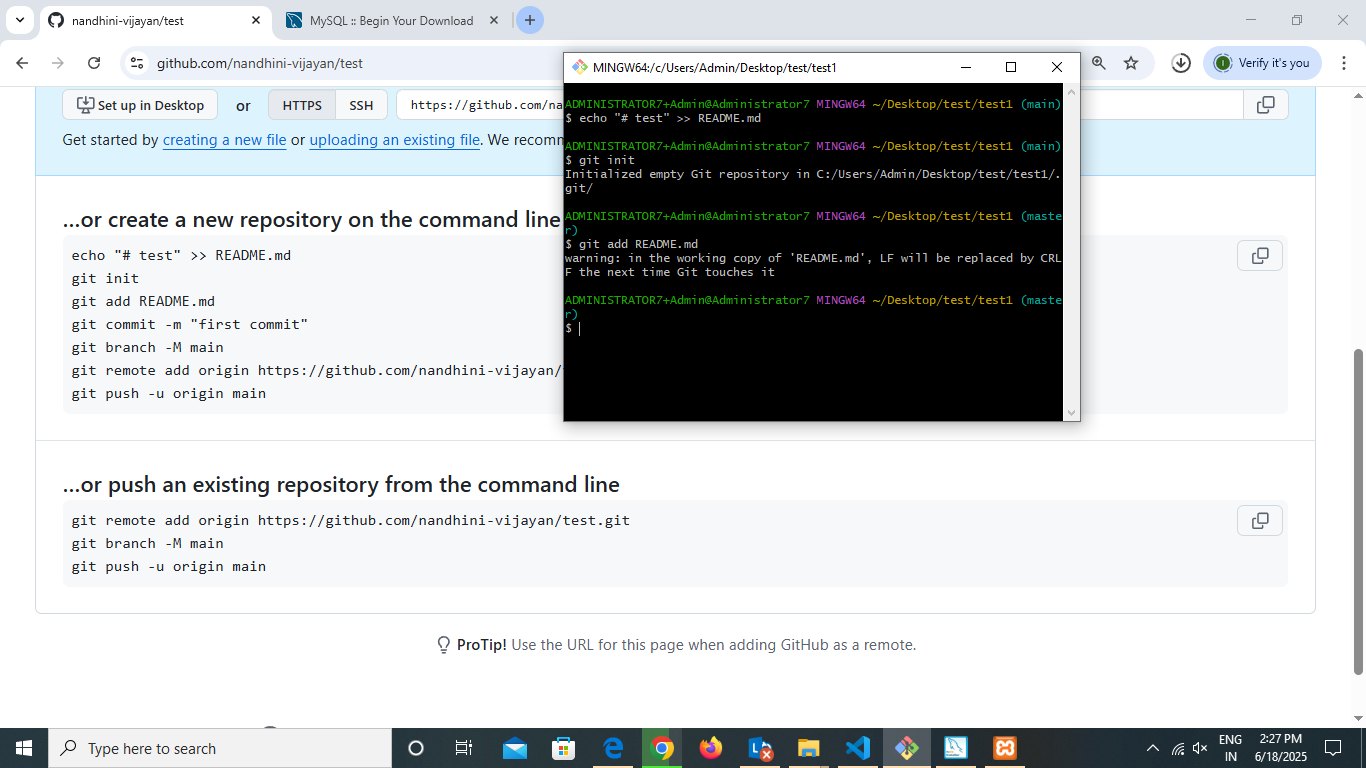 nandhini-vijayan/test
MySQL :: Begin Your Download
github.com/nandhini-vijayan/test
Verify it's you
Set up in Desktop
or
HTTPS
SSH
https://github.com/na
Get started by creating a new file or uploading an existing file. We recomm
...or create a new repository on the command line
echo "# test" >> README.md
git init
git add README.md
git commit -m "first commit"
git branch -M main
git remote add origin https://github.com/nandhini-vijayan/
git push -u origin main
MINGW64:/c/Users/Admin/Desktop/test/test1
ADMINISTRATOR7+Admin@Administrator7 MINGW64 ~/Desktop/test/test1 (main)
$ echo "# test" >> README.md
ADMINISTRATOR7+Admin@Administrator7 MINGW64 ~/Desktop/test/test1 (main)
$ git init
Initialized empty Git repository in C:/Users/Admin/Desktop/test/test1/.
git/
ADMINISTRATOR7+Admin@Administrator7 MINGW64 ~/Desktop/test/test1 (maste
r)
$ git add README.md
warning: in the working copy of 'README.md', LF will be replaced by CRL
F the next time Git touches it
ADMINISTRATOR7+Admin@Administrator7 MINGW64 ~/Desktop/test/test1 (maste
r)
$
...or push an existing repository from the command line
git remote add origin https://github.com/nandhini-vijayan/test.git
git branch -M main
git push -u origin main
ProTip! Use the URL for this page when adding GitHub as a remote.
Type here to search
ENG
IN
2:27 PM
6/18/2025